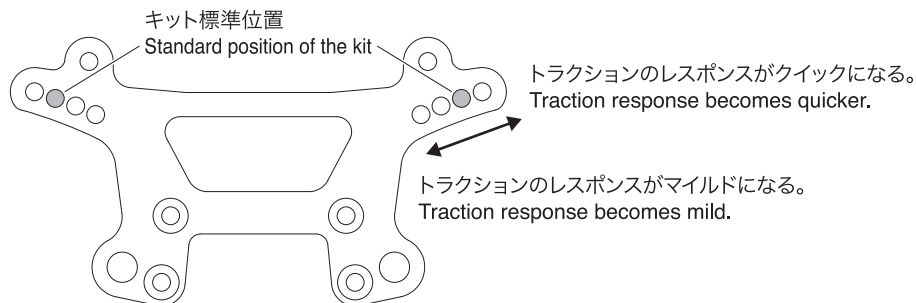 キット標準位置
Standard position of the kit
トラクションのレスポンスがクイックになる。
Traction response becomes quicker.
トラクションのレスポンスがマイルドになる。
Traction response becomes mild.